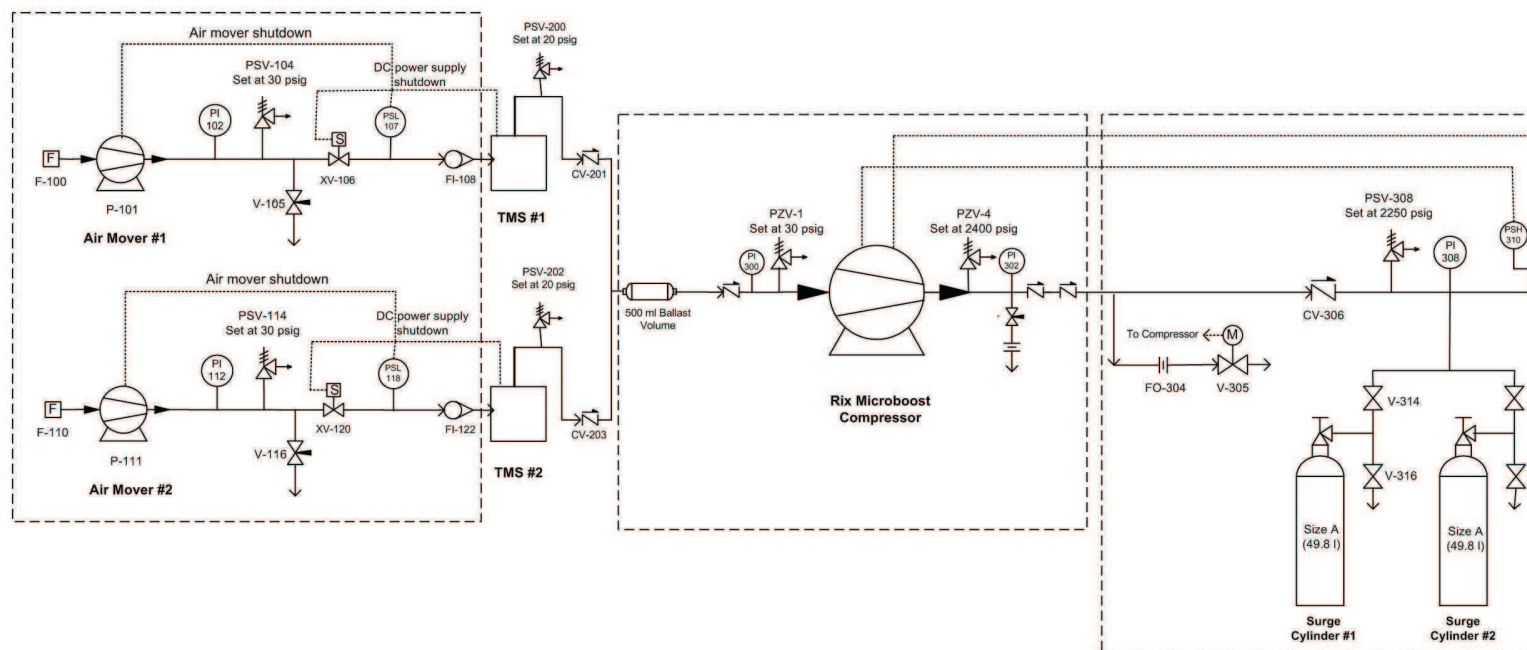 Air mover shutdown
PSV-104
Set at 30 psig
DC power supply
shutdown
PI
102
PSL
107
S
F
F-100
P-101
Air Mover #1
V-105
XV-106
FI-108
TMS #1
PSV-200
Set at 20 psig
CV-201
Air mover shutdown
PSV-114
Set at 30 psig
DC power supply
shutdown
PI
112
PSL
118
S
F
F-110
P-111
Air Mover #2
V-116
XV-120
FI-122
TMS #2
PSV-202
Set at 20 psig
CV-203
500 ml Ballast
Volume
PI
300
PZV-1
Set at 30 psig
PZV-4
Set at 2400 psig
PI
302
Rix Microboost
Compressor
To Compressor
M
FO-304
V-305
CV-306
PSV-308
Set at 2250 psig
PI
308
PSH
310
V-314
V-316
Size A
(49.8 l)
Size A
(49.8 l)
Surge
Cylinder #1
Surge
Cylinder #2